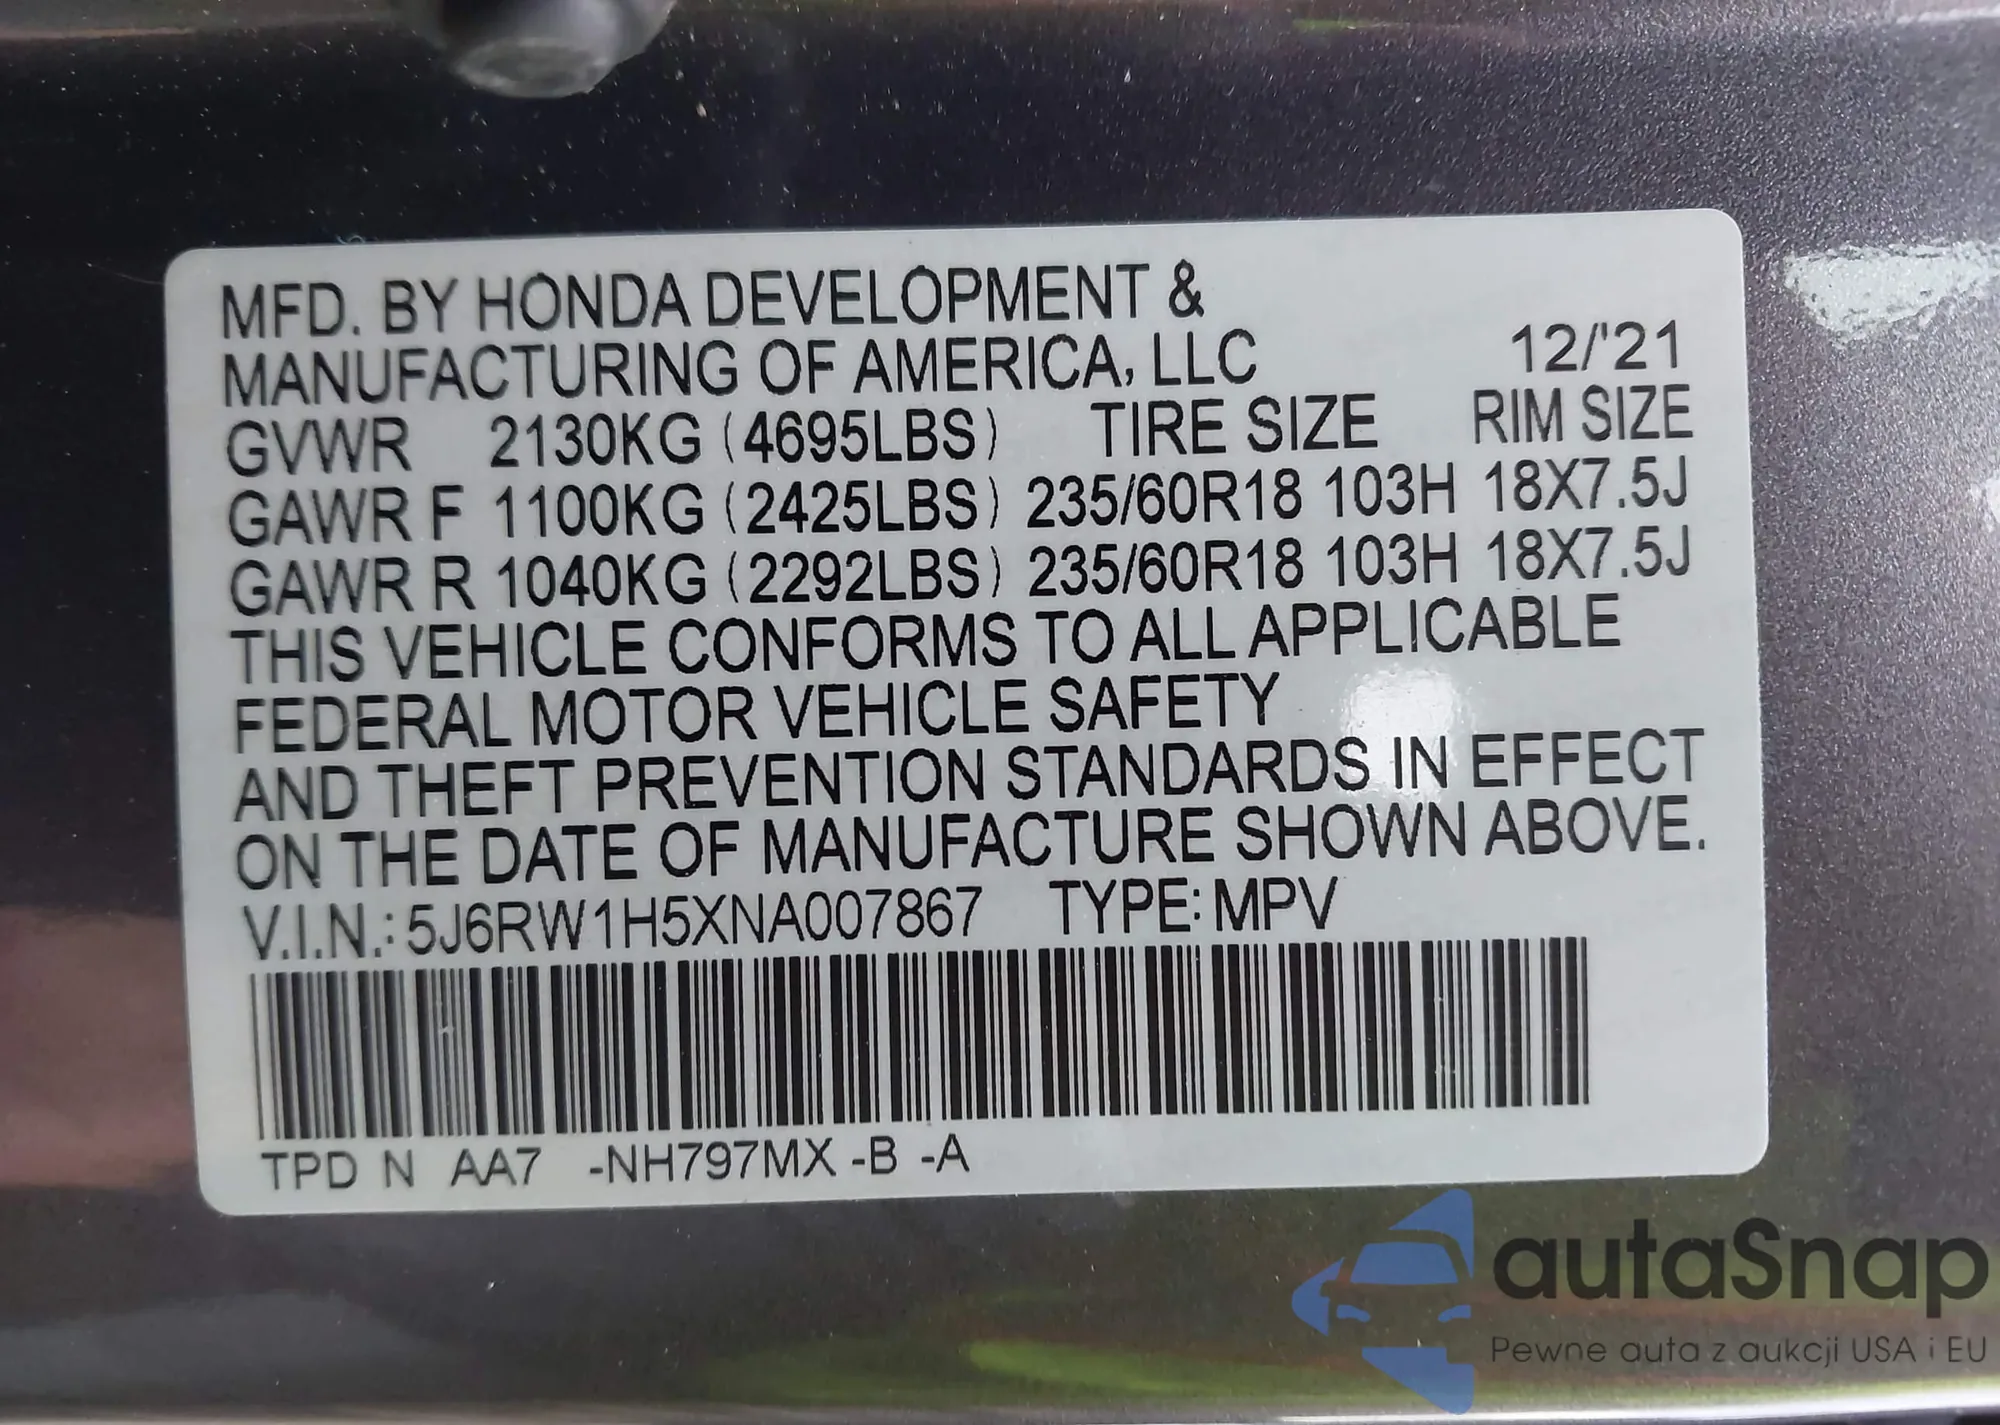 MFD. BY HONDA DEVELOPMENT &
MANUFACTURING OF AMERICA, LLC 12/'21
GVWR 2130KG (4695LBS) TIRE SIZE RIM SIZE
GAWR F 1100KG (2425LBS) 235/60R18 103H 18X7.5J
GAWR R 1040KG (2292LBS) 235/60R18 103H 18X7.5J
THIS VEHICLE CONFORMS TO ALL APPLICABLE
FEDERAL MOTOR VEHICLE SAFETY
AND THEFT PREVENTION STANDARDS IN EFFECT
ON THE DATE OF MANUFACTURE SHOWN ABOVE.
V.I.N.: 5J6RW1H5XNA007867 TYPE: MPV
TPD N AA7 -NH797MX -B -A
autaSnap
Pewne auta z aukcji USA i EU